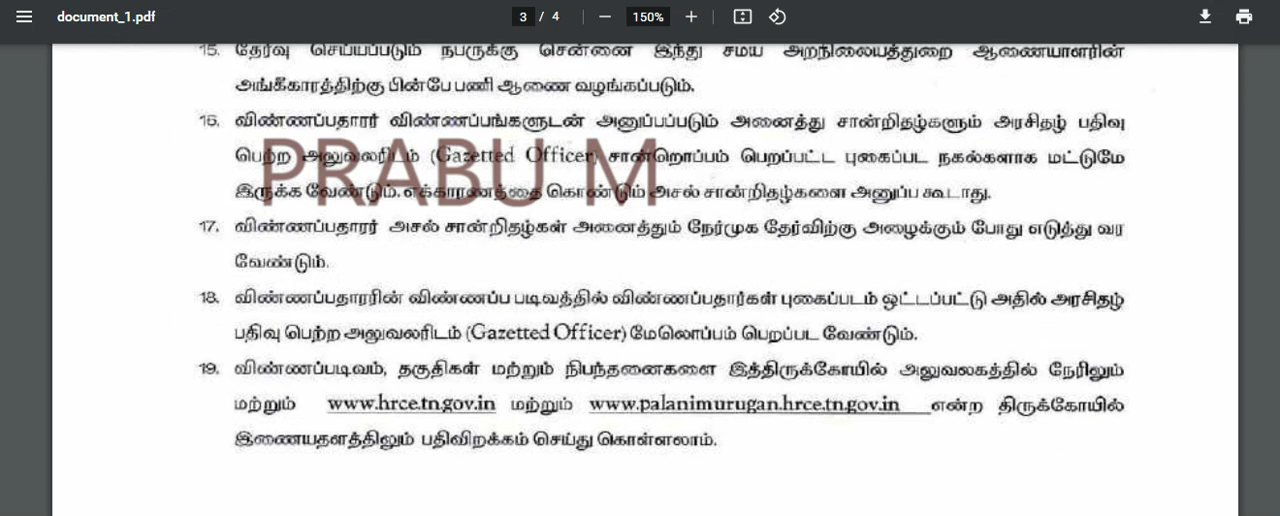 document_1.pdf
3 / 4
150%
15. தேர்வு செய்யப்படும் நபருக்கு சென்னை இந்து சமய அறநிலையத்துறை ஆணையாளரின்
அங்கீகாரத்திற்கு பின்பே பணி ஆணை வழங்கப்படும்.
16. விண்ணப்பதாரர் விண்ணப்பங்களுடன் அனுப்பப்படும் அனைத்து சான்றிதழ்களும் அரசிதழ் பதிவு
பெற்ற அலுவலரிடம் (Gazetted Officer) சான்றொப்பம் பெறப்பட்ட புகைப்பட நகல்களாக மட்டுமே
இருக்க வேண்டும். எக்காரணத்தை கொண்டும் அசல் சான்றிதழ்களை அனுப்ப கூடாது.
PRABU M
17. விண்ணப்பதாரர் அசல் சான்றிதழ்கள் அனைத்தும் நேர்முக தேர்விற்கு அழைக்கும் போது எடுத்து வர
வேண்டும்.
18. விண்ணப்பதாரரின் விண்ணப்ப படிவத்தில் விண்ணப்பதார்கள் புகைப்படம் ஒட்டப்பட்டு அதில் அரசிதழ்
பதிவு பெற்ற அலுவலரிடம் (Gazetted Officer) மேலொப்பம் பெறப்பட வேண்டும்.
19. விண்ணப்படிவம், தகுதிகள் மற்றும் நிபந்தனைகளை இத்திருக்கோயில் அலுவலகத்தில் நேரிலும்
மற்றும் www.hrce.tn.gov.in மற்றும் www.palanimurugan.hrce.tn.gov.in என்ற திருக்கோயில்
இணையதளத்திலும் பதிவிறக்கம் செய்து கொள்ளலாம்.